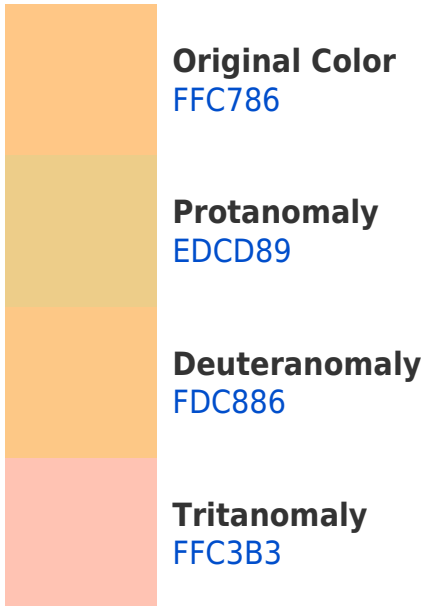 Original Color
FFC786
Protanomaly
EDCD89
Deuteranomaly
FDC886
Tritanomaly
FFC3B3